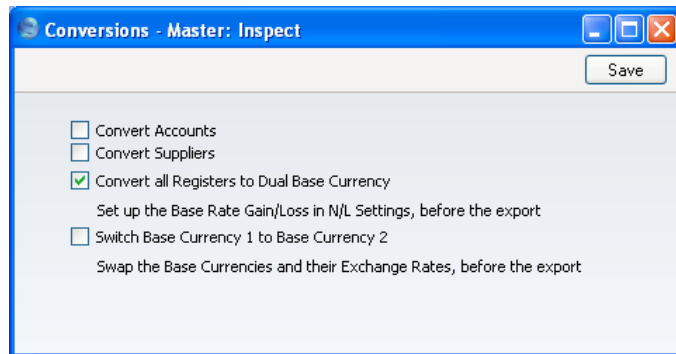 Conversions - Master: Inspect
Save
Convert Accounts
Convert Suppliers
Convert all Registers to Dual Base Currency
Set up the Base Rate Gain/Loss in N/L Settings, before the export
Switch Base Currency 1 to Base Currency 2
Swap the Base Currencies and their Exchange Rates, before the export